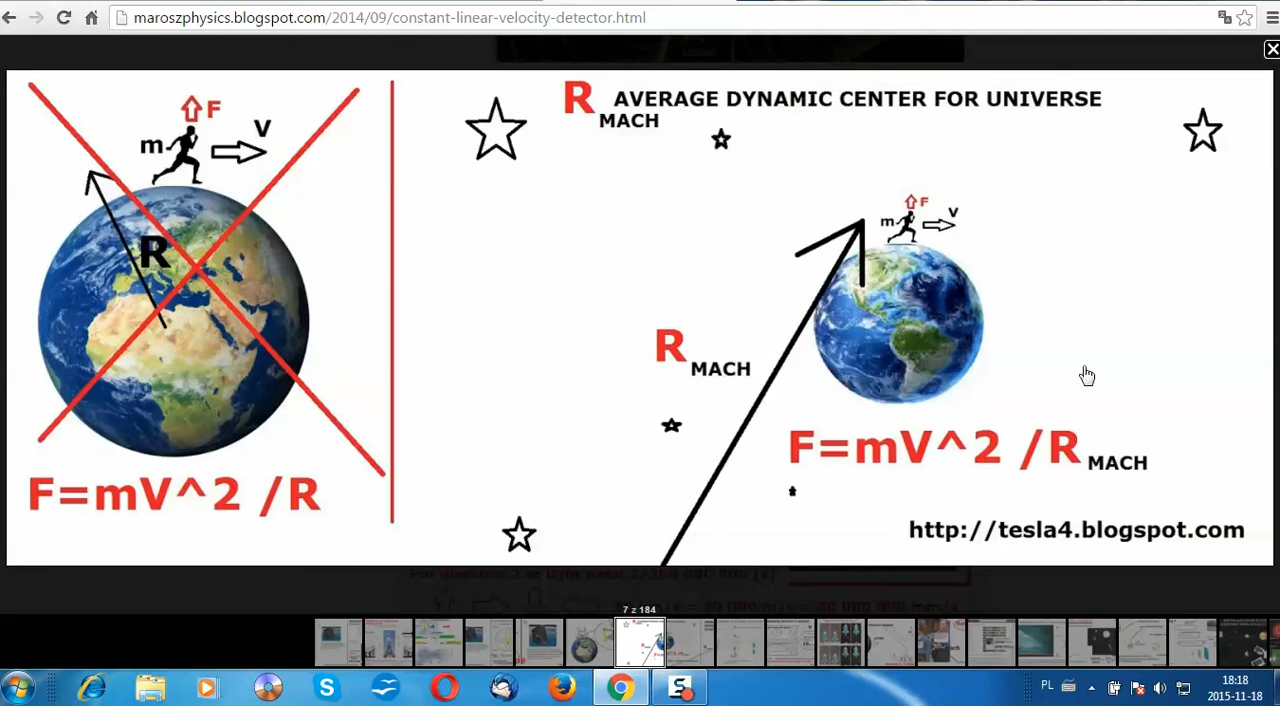 maroszphysics.blogspot.com/2014/09/constant-linear-velocity-detector.html
F
m
V
R
F=mV^2 /R
R MACH AVERAGE DYNAMIC CENTER FOR UNIVERSE
F
m
V
R MACH
F=mV^2 /R MACH
http://tesla4.blogspot.com
7 z 184
PL
18:18
2015-11-18